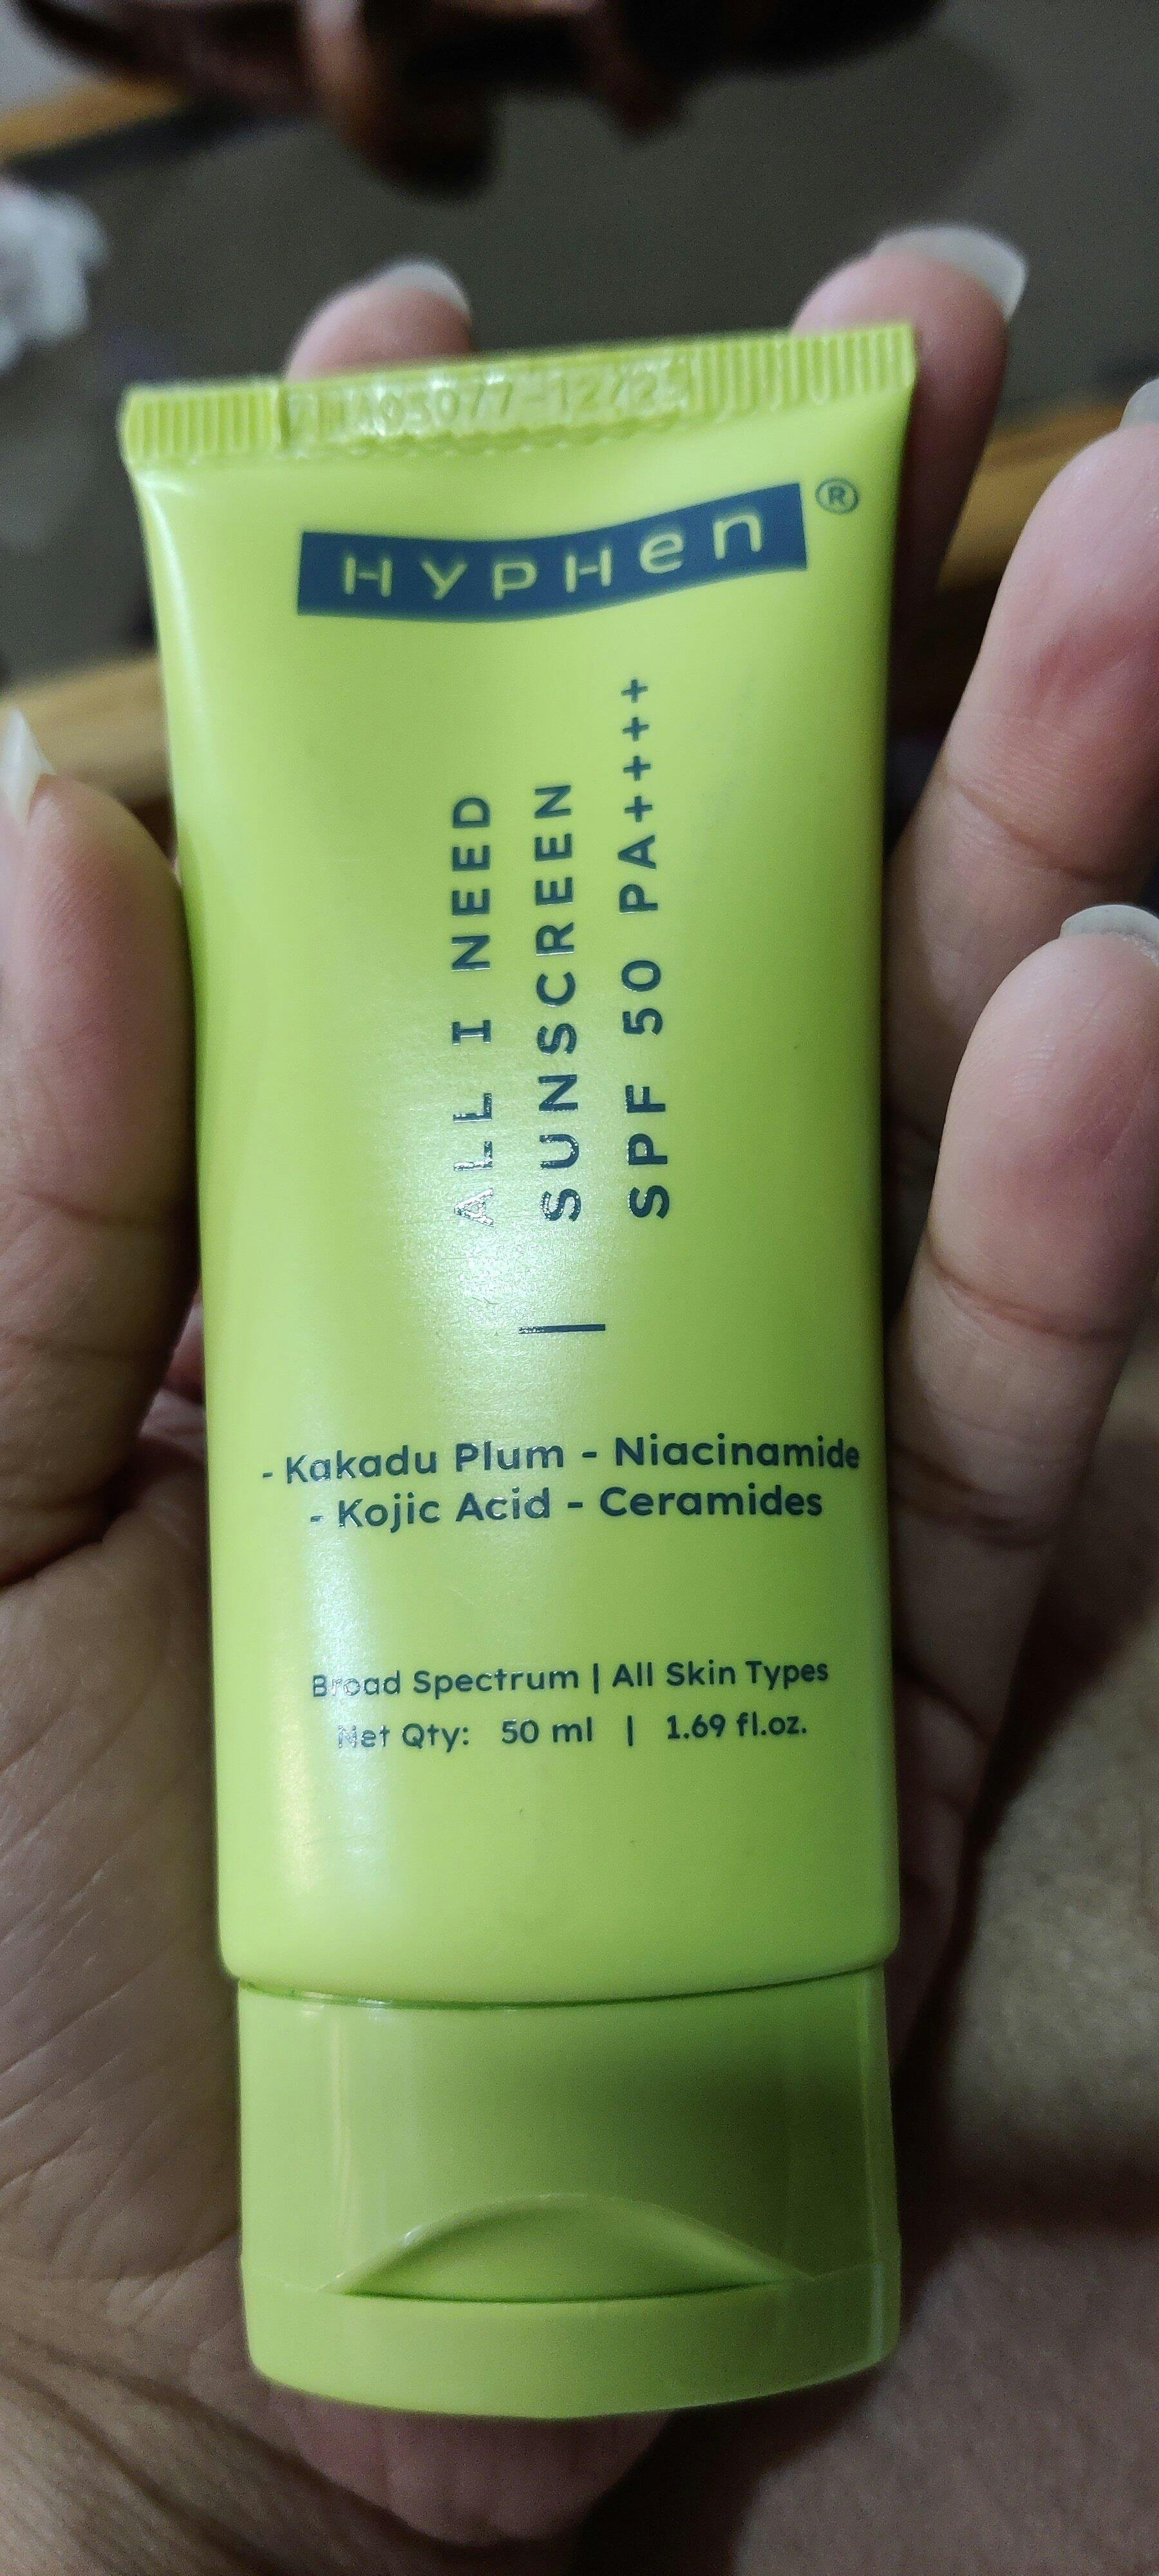 HYPHen®
ALL I NEED
SUNSCREEN
SPF 50 PA++++
- Kakadu Plum - Niacinamide
- Kojic Acid - Ceramides
Broad Spectrum | All Skin Types
Net Qty: 50 ml | 1.69 fl.oz.